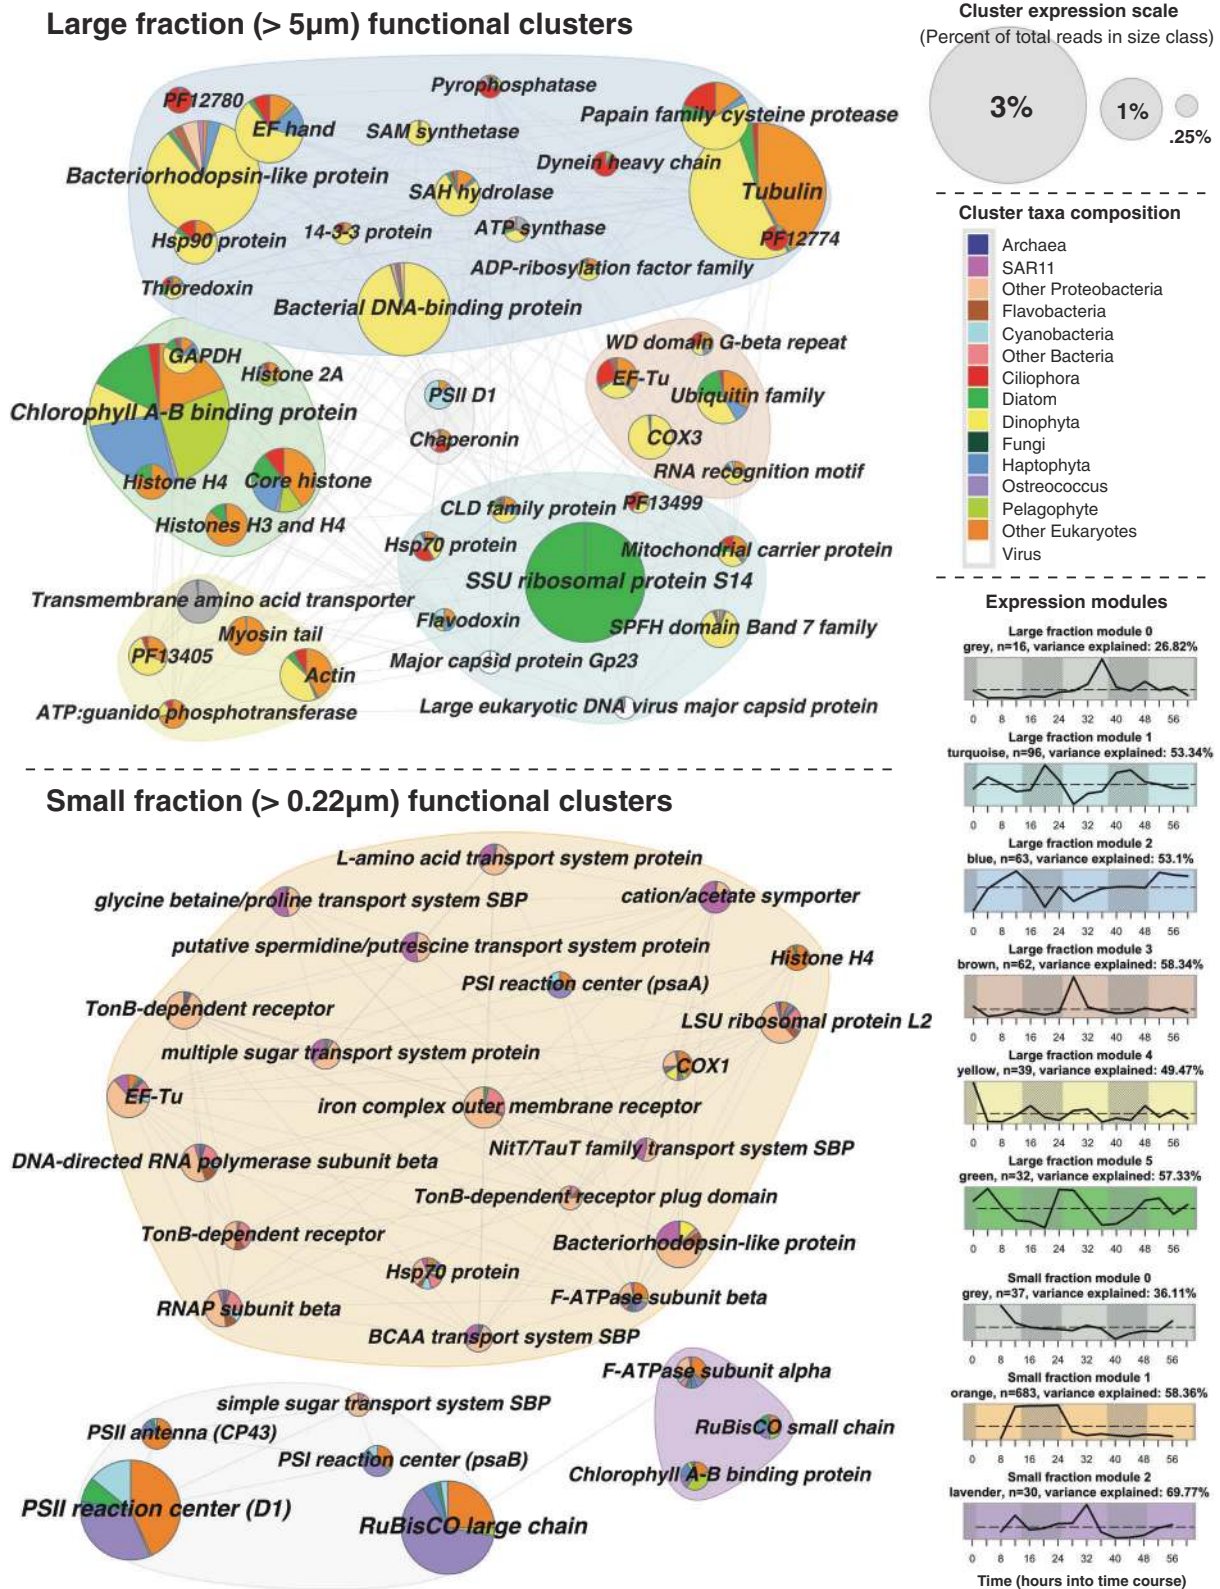 Large fraction (> 5µm) functional clusters
PF12780
EF hand
Pyrophosphatase
SAM synthetase
Papain family cysteine protease
Bacteriorhodopsin-like protein
Dynein heavy chain
SAH hydrolase
Tubulin
Hsp90 protein
14-3-3 protein
ATP synthase
PF12774
ADP-ribosylation factor family
Thioredoxin
Bacterial DNA-binding protein
GAPDH
Histone 2A
WD domain G-beta repeat
EF-Tu
PSII D1
Ubiquitin family
Chlorophyll A-B binding protein
Chaperonin
COX3
RNA recognition motif
Histone H4
Core histone
Histones H3 and H4
CLD family protein
PF13499
Hsp70 protein
Mitochondrial carrier protein
SSU ribosomal protein S14
Transmembrane amino acid transporter
Flavodoxin
SPFH domain Band 7 family
Myosin tail
PF13405
Major capsid protein Gp23
Actin
ATP:guanido phosphotransferase
Large eukaryotic DNA virus major capsid protein
Small fraction (> 0.22µm) functional clusters
L-amino acid transport system protein
glycine betaine/proline transport system SBP
cation/acetate symporter
putative spermidine/putrescine transport system protein
Histone H4
PSI reaction center (psaA)
TonB-dependent receptor
LSU ribosomal protein L2
multiple sugar transport system protein
COX1
EF-Tu
iron complex outer membrane receptor
NitT/TauT family transport system SBP
DNA-directed RNA polymerase subunit beta
TonB-dependent receptor plug domain
TonB-dependent receptor
Bacteriorhodopsin-like protein
Hsp70 protein
F-ATPase subunit beta
RNAP subunit beta
BCAA transport system SBP
F-ATPase subunit alpha
simple sugar transport system SBP
PSII antenna (CP43)
RuBisCO small chain
PSI reaction center (psaB)
Chlorophyll A-B binding protein
PSII reaction center (D1)
RuBisCO large chain
Cluster expression scale
(Percent of total reads in size class)
3%
1%
.25%
Cluster taxa composition
Archaea
SAR11
Other Proteobacteria
Flavobacteria
Cyanobacteria
Other Bacteria
Ciliophora
Diatom
Dinophyta
Fungi
Haptophyta
Ostreococcus
Pelagophyte
Other Eukaryotes
Virus
Expression modules
Large fraction module 0
grey, n=16, variance explained: 26.82%
0 8 16 24 32 40 48 56
Large fraction module 1
turquoise, n=96, variance explained: 53.34%
0 8 16 24 32 40 48 56
Large fraction module 2
blue, n=63, variance explained: 53.1%
0 8 16 24 32 40 48 56
Large fraction module 3
brown, n=62, variance explained: 58.34%
0 8 16 24 32 40 48 56
Large fraction module 4
yellow, n=39, variance explained: 49.47%
0 8 16 24 32 40 48 56
Large fraction module 5
green, n=32, variance explained: 57.33%
0 8 16 24 32 40 48 56
Small fraction module 0
grey, n=37, variance explained: 36.11%
0 8 16 24 32 40 48 56
Small fraction module 1
orange, n=683, variance explained: 58.36%
0 8 16 24 32 40 48 56
Small fraction module 2
lavender, n=30, variance explained: 69.77%
0 8 16 24 32 40 48 56
Time (hours into time course)